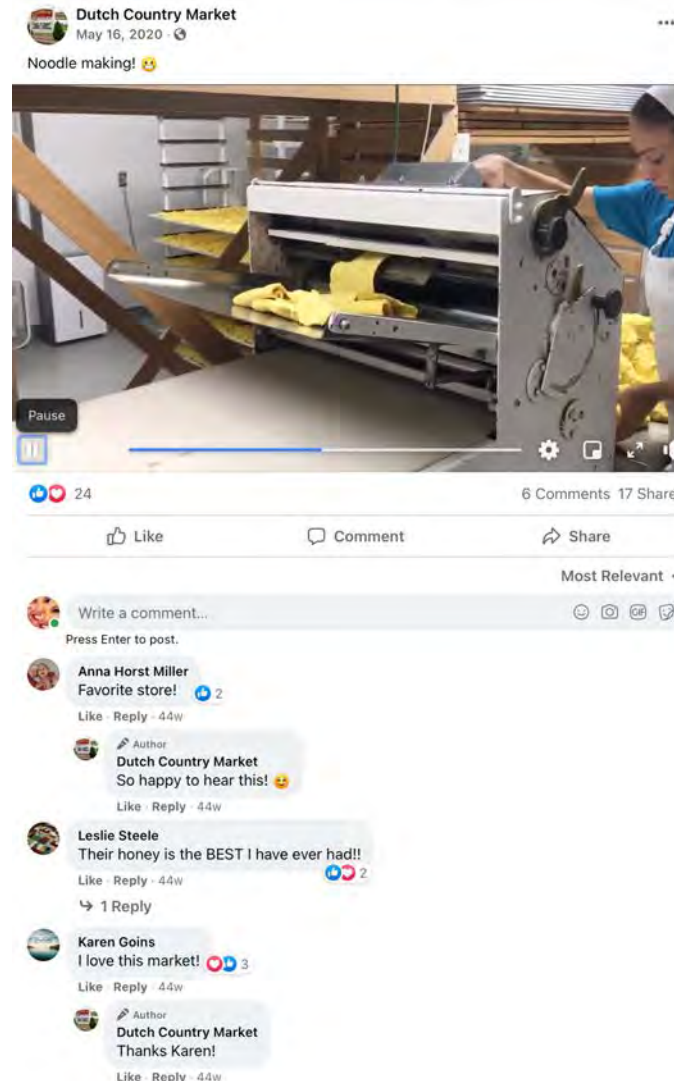 Dutch Country Market
May 16, 2020
Noodle making! 😬
Pause
24
6 Comments 17 Share
Like Comment Share
Most Relevant
Write a comment...
GIF
Press Enter to post.
Anna Horst Miller
Favorite store! 2
Like · Reply · 44w
Author
Dutch Country Market
So happy to hear this! 😊
Like · Reply · 44w
Leslie Steele
Their honey is the BEST I have ever had!!
2
Like · Reply · 44w
1 Reply
Karen Goins
I love this market! 3
Like · Reply · 44w
Author
Dutch Country Market
Thanks Karen!
Like · Reply · 44w